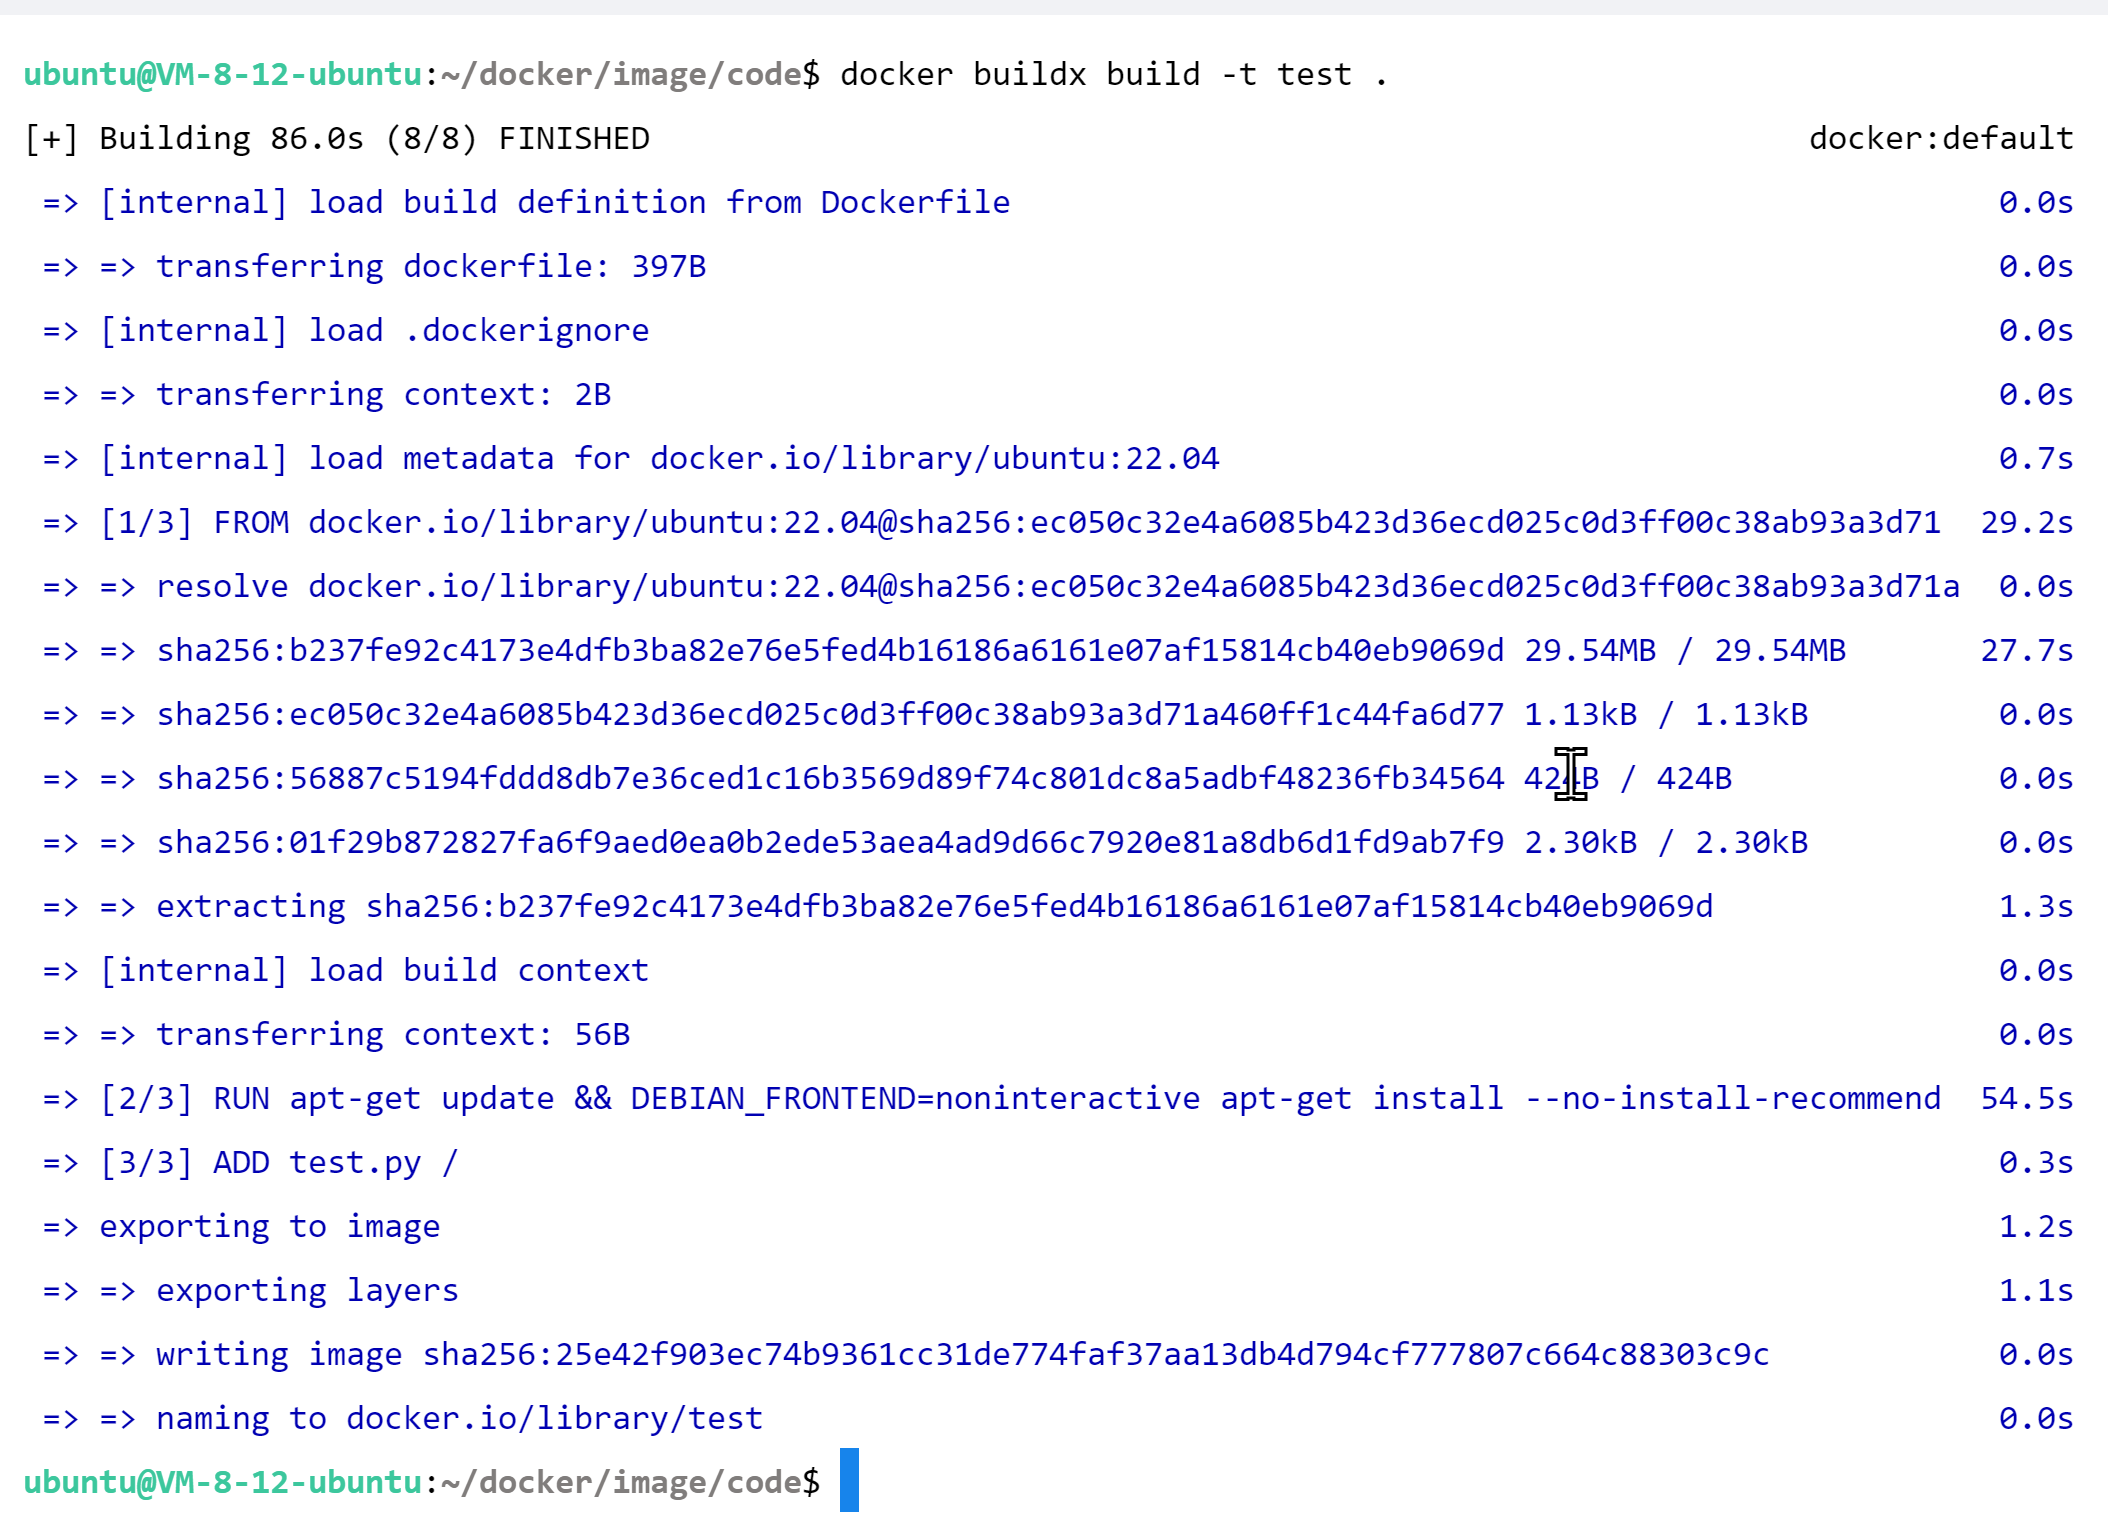 ubuntu@VM-8-12-ubuntu:~/docker/image/code$ docker buildx build -t test .
[+] Building 86.0s (8/8) FINISHED docker:default
=> [internal] load build definition from Dockerfile 0.0s
=> => transferring dockerfile: 397B 0.0s
=> [internal] load .dockerignore 0.0s
=> => transferring context: 2B 0.0s
=> [internal] load metadata for docker.io/library/ubuntu:22.04 0.7s
=> [1/3] FROM docker.io/library/ubuntu:22.04@sha256:ec050c32e4a6085b423d36ecd025c0d3ff00c38ab93a3d71 29.2s
=> => resolve docker.io/library/ubuntu:22.04@sha256:ec050c32e4a6085b423d36ecd025c0d3ff00c38ab93a3d71a 0.0s
=> => sha256:b237fe92c4173e4dfb3ba82e76e5fed4b16186a6161e07af15814cb40eb9069d 29.54MB / 29.54MB 27.7s
=> => sha256:ec050c32e4a6085b423d36ecd025c0d3ff00c38ab93a3d71a460ff1c44fa6d77 1.13kB / 1.13kB 0.0s
=> => sha256:56887c5194fddd8db7e36ced1c16b3569d89f74c801dc8a5adbf48236fb34564 424B / 424B 0.0s
=> => sha256:01f29b872827fa6f9aed0ea0b2ede53aea4ad9d66c7920e81a8db6d1fd9ab7f9 2.30kB / 2.30kB 0.0s
=> => extracting sha256:b237fe92c4173e4dfb3ba82e76e5fed4b16186a6161e07af15814cb40eb9069d 1.3s
=> [internal] load build context 0.0s
=> => transferring context: 56B 0.0s
=> [2/3] RUN apt-get update && DEBIAN_FRONTEND=noninteractive apt-get install --no-install-recommend 54.5s
=> [3/3] ADD test.py / 0.3s
=> exporting to image 1.2s
=> => exporting layers 1.1s
=> => writing image sha256:25e42f903ec74b9361cc31de774faf37aa13db4d794cf777807c664c88303c9c 0.0s
=> => naming to docker.io/library/test 0.0s
ubuntu@VM-8-12-ubuntu:~/docker/image/code$